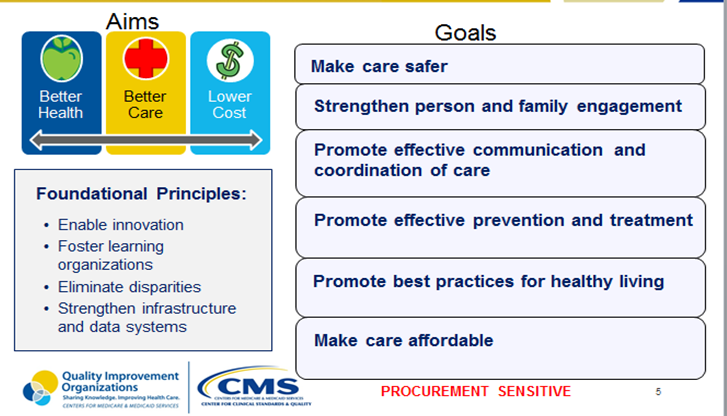 Aims
Better
Health
Better
Care
$
Lower
Cost
Foundational Principles:
• Enable innovation
• Foster learning
organizations
• Eliminate disparities
• Strengthen infrastructure
and data systems
Goals
Make care safer
Strengthen person and family engagement
Promote effective communication and
coordination of care
Promote effective prevention and treatment
Promote best practices for healthy living
Make care affordable
Quality Improvement
Organizations
Sharing Knowledge. Improving Health Care.
CENTERS FOR MEDICARE & MEDICAID SERVICES
CMS
CENTERS FOR MEDICARE & MEDICAID SERVICES
CENTER FOR CLINICAL STANDARDS & QUALITY
PROCUREMENT SENSITIVE
5